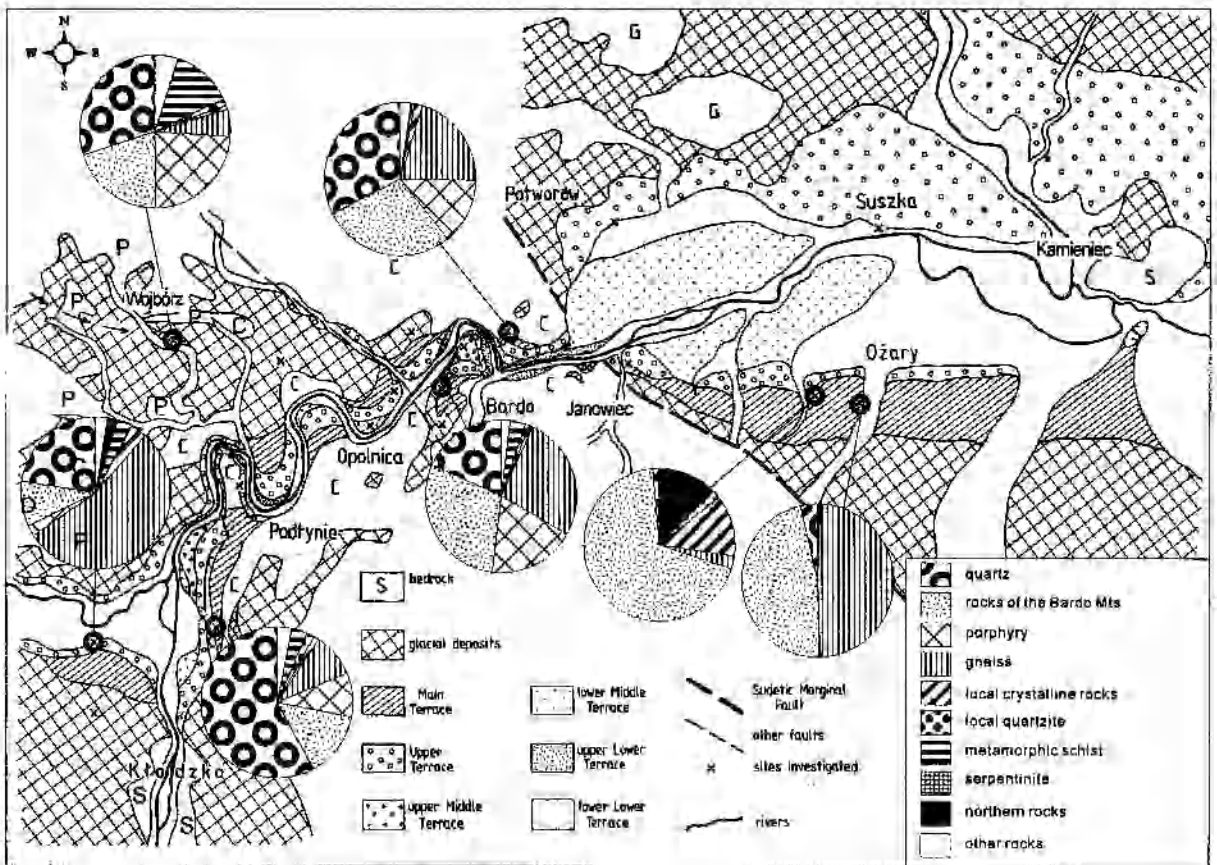 N
W S
S
G
G
Potworów
Suszka
Kamieniec
S
C
P
Wojbórz
P
P
C
C
Ożary
C
P
P
C
C
C
Bardo
Janowiec
Opolnica
C
C
P
Podtynie
C
Kłodzko
S
S
S bedrock
glacial deposits
Main
Terrace
Upper
Terrace
upper Middle
Terrace
lower Middle
Terrace
upper Lower
Terrace
lower Lower
Terrace
Sudetic Marginal
Fault
other faults
x sites investigated
rivers
quartz
rocks of the Bardo Mts
porphyry
gneiss
local crystalline rocks
local quartzite
metamorphic schist
serpentinite
northern rocks
other rocks